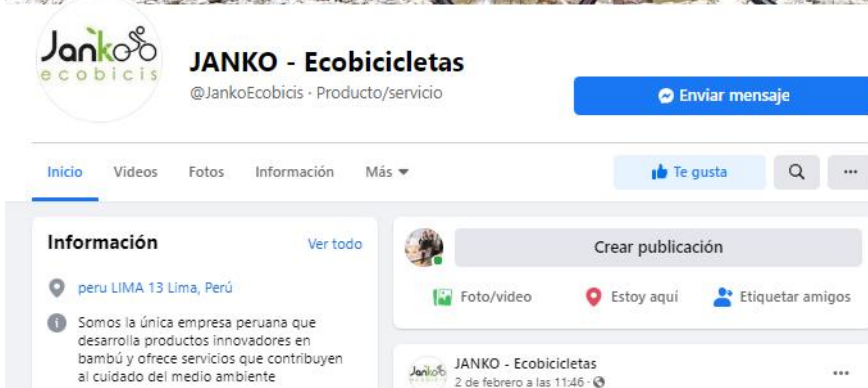 Janko
ecobicis
JANKO - Ecobicicletas
@JankoEcobicis · Producto/servicio
Enviar mensaje
Inicio Videos Fotos Información Más
Te gusta
Información Ver todo
peru LIMA 13 Lima, Perú
Somos la única empresa peruana que
desarrolla productos innovadores en
bambú y ofrece servicios que contribuyen
al cuidado del medio ambiente
Crear publicación
Foto/video Estoy aquí Etiquetar amigos
Janko
ecobicis
JANKO - Ecobicicletas
2 de febrero a las 11:46 ·